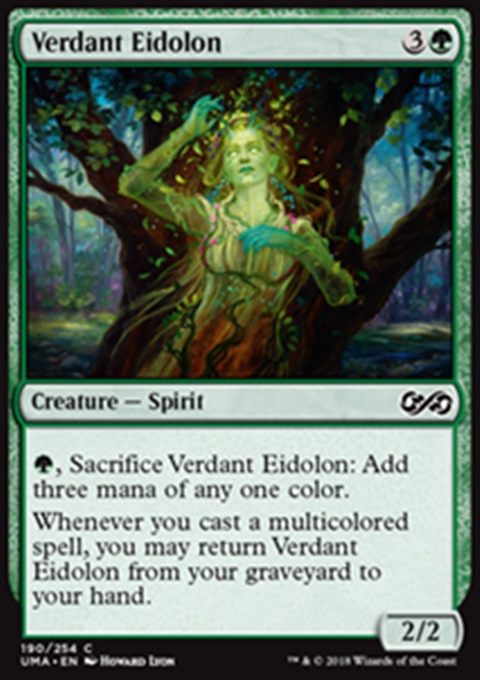 Verdant Eidolon 3
Creature — Spirit
, Sacrifice Verdant Eidolon: Add
three mana of any one color.
Whenever you cast a multicolored
spell, you may return Verdant
Eidolon from your graveyard to
your hand.
2/2
190/254 C
UMA • EN Howard Lyon
™ & © 2018 Wizards of the Coast